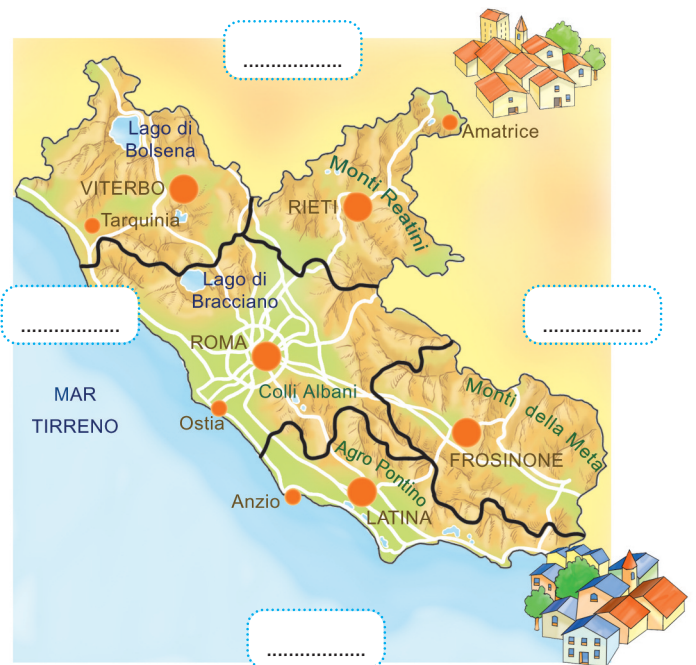 ..................
Amatrice
Lago di
Bolsena
Monti Reatini
VITERBO
RIETI
Tarquinia
Lago di
Bracciano
..................
..................
ROMA
MAR
TIRRENO
Colli Albani
Monti della Meta
Ostia
Agro Pontino
FROSINONE
Anzio
LATINA
..................